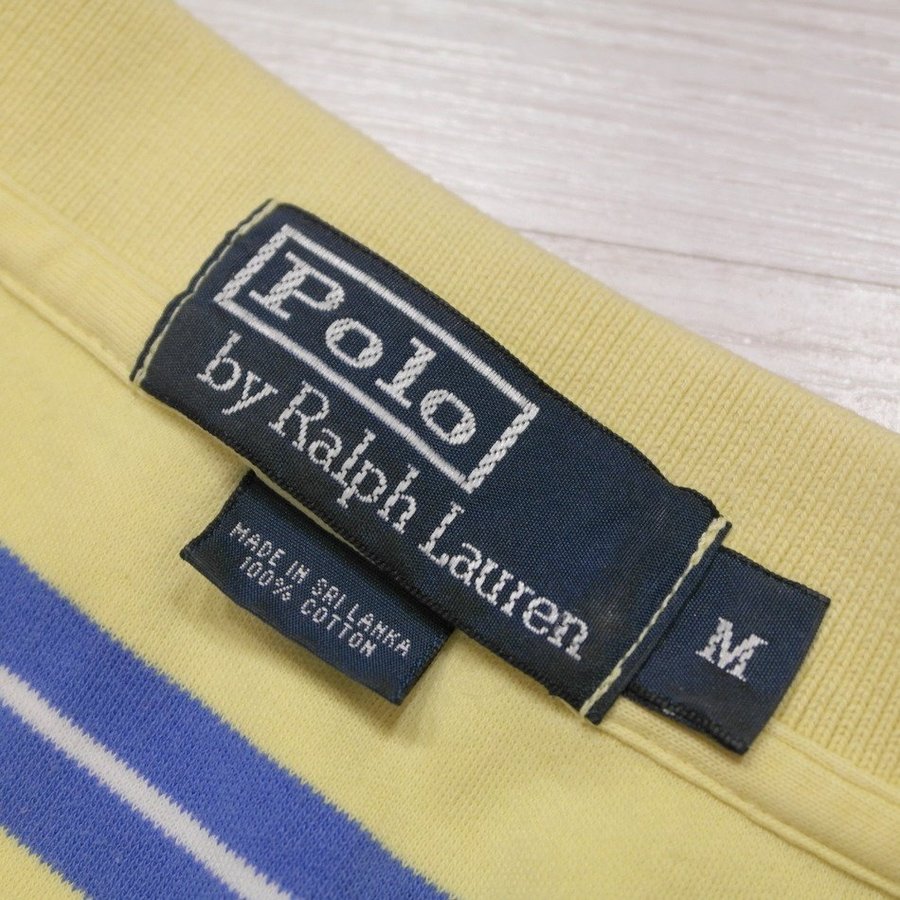 Polo
by Ralph Lauren
M
MADE IN SRI LANKA
100% COTTON